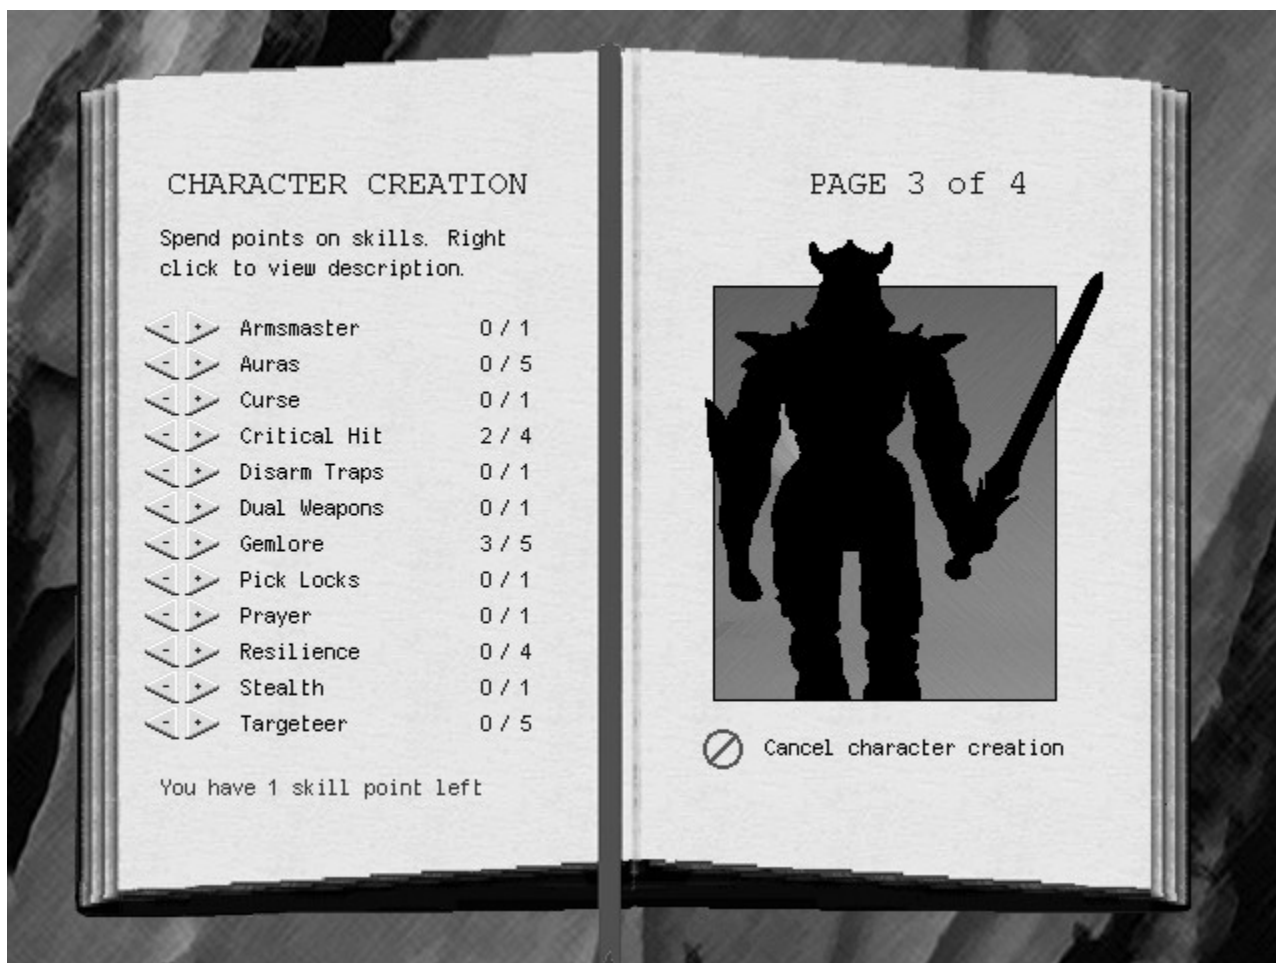 CHARACTER CREATION
Spend points on skills. Right
click to view description.
- + Armsmaster 0 / 1
- + Auras 0 / 5
- + Curse 0 / 1
- + Critical Hit 2 / 4
- + Disarm Traps 0 / 1
- + Dual Weapons 0 / 1
- + Gemlore 3 / 5
- + Pick Locks 0 / 1
- + Prayer 0 / 1
- + Resilience 0 / 4
- + Stealth 0 / 1
- + Targeteer 0 / 5
You have 1 skill point left
PAGE 3 of 4
Cancel character creation